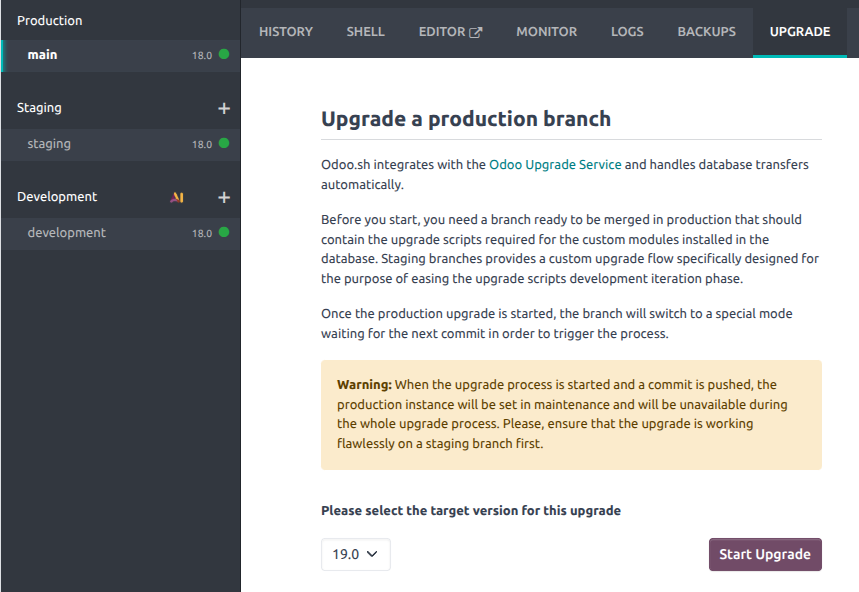 Production
main 18.0
Staging +
staging 18.0
Development +
development 18.0
HISTORY SHELL EDITOR MONITOR LOGS BACKUPS UPGRADE
Upgrade a production branch
Odoo.sh integrates with the Odoo Upgrade Service and handles database transfers
automatically.
Before you start, you need a branch ready to be merged in production that should
contain the upgrade scripts required for the custom modules installed in the
database. Staging branches provides a custom upgrade flow specifically designed for
the purpose of easing the upgrade scripts development iteration phase.
Once the production upgrade is started, the branch will switch to a special mode
waiting for the next commit in order to trigger the process.
Warning: When the upgrade process is started and a commit is pushed, the
production instance will be set in maintenance and will be unavailable during
the whole upgrade process. Please, ensure that the upgrade is working
flawlessly on a staging branch first.
Please select the target version for this upgrade
19.0 Start Upgrade